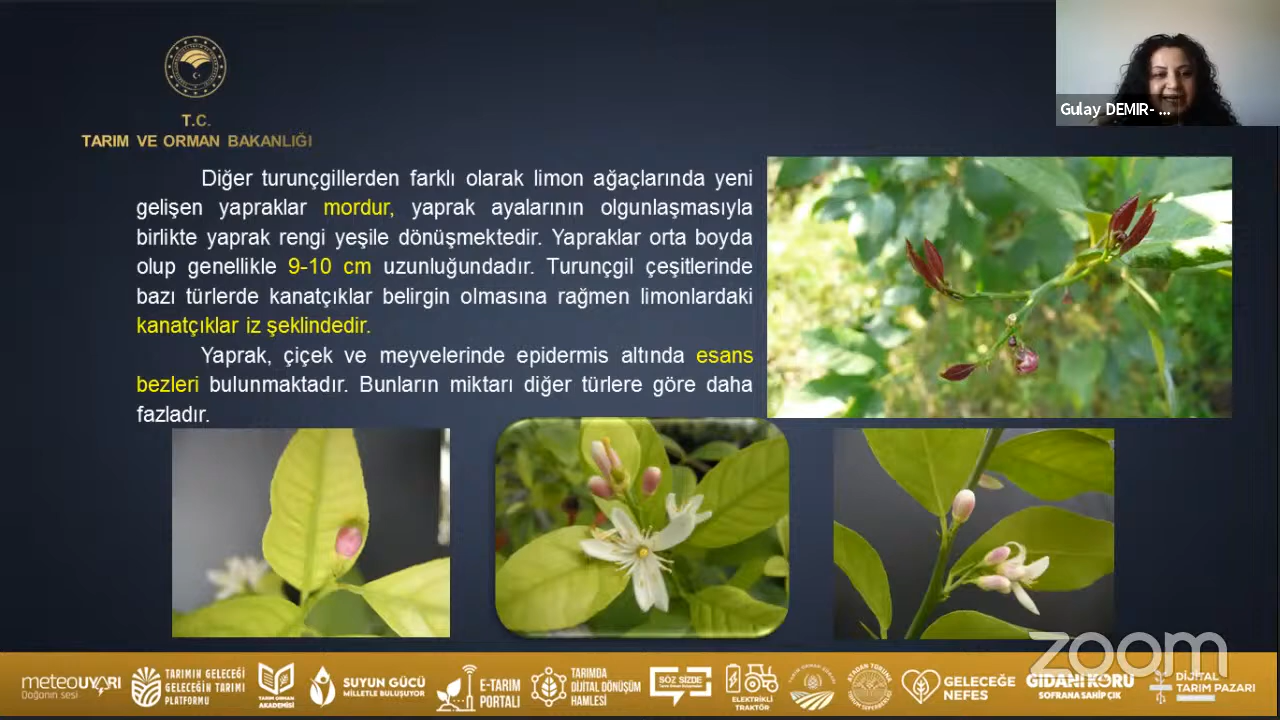 T.C.
TARIM VE ORMAN BAKANLIĞI
Gulay DEMİR- ...
Diğer turunçgillerden farklı olarak limon ağaçlarında yeni
gelişen yapraklar mordur, yaprak ayalarının olgunlaşmasıyla
birlikte yaprak rengi yeşile dönüşmektedir. Yapraklar orta boyda
olup genellikle 9-10 cm uzunluğundadır. Turunçgil çeşitlerinde
bazı türlerde kanatçıklar belirgin olmasına rağmen limonlardaki
kanatçıklar iz şeklindedir.
Yaprak, çiçek ve meyvelerinde epidermis altında esans
bezleri bulunmaktadır. Bunların miktarı diğer türlere göre daha
fazladır.
zoom
meteoUYARI
Doğanın sesi
TARIMIN GELECEĞİ
GELECEĞİN TARIMI
PLATFORMU
TARIM ORMAN
AKADEMİSİ
SUYUN GÜCÜ
MİLLETLE BULUŞUYOR
E-TARIM
PORTALI
TARIMDA
DİJİTAL DÖNÜŞÜM
HAMLESİ
SÖZ SİZDE
ELEKTRİKLİ
TRAKTÖR
GELECEĞE
NEFES
GIDANI KORU
SOFRANA SAHİP ÇIK
DİJİTAL
TARIM PAZARI